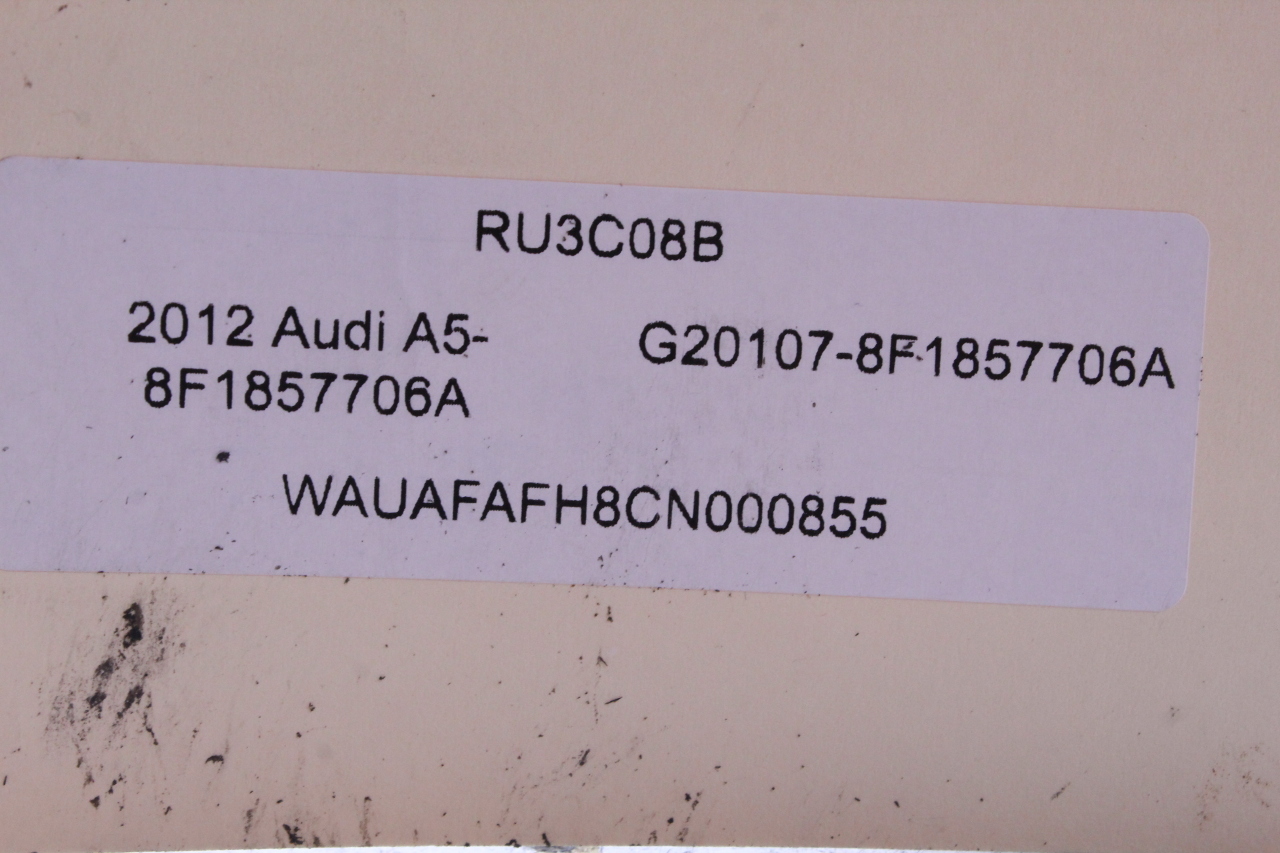 RU3C08B
2012 Audi A5-
8F1857706A
G20107-8F1857706A
WAUAFAFH8CN000855